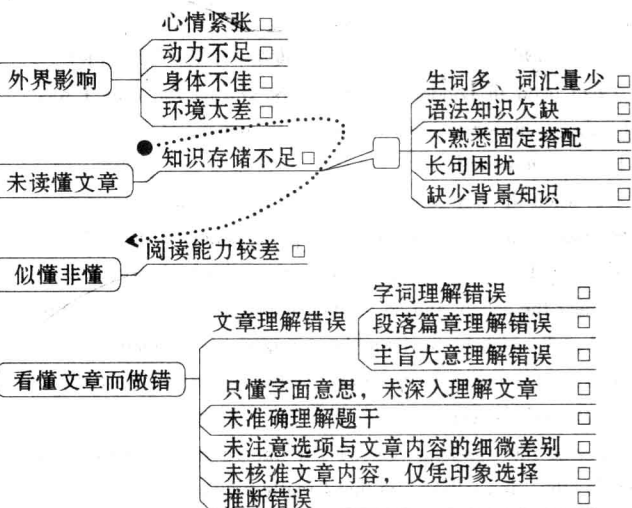 外界影响
心情紧张 □
动力不足 □
身体不佳 □
环境太差 □
未读懂文章
知识存储不足 □
生词多、词汇量少 □
语法知识欠缺 □
不熟悉固定搭配 □
长句困扰 □
缺少背景知识 □
似懂非懂
阅读能力较差 □
看懂文章而做错
文章理解错误
字词理解错误 □
段落篇章理解错误 □
主旨大意理解错误 □
只懂字面意思，未深入理解文章 □
未准确理解题干 □
未注意选项与文章内容的细微差别 □
未核准文章内容，仅凭印象选择 □
推断错误 □